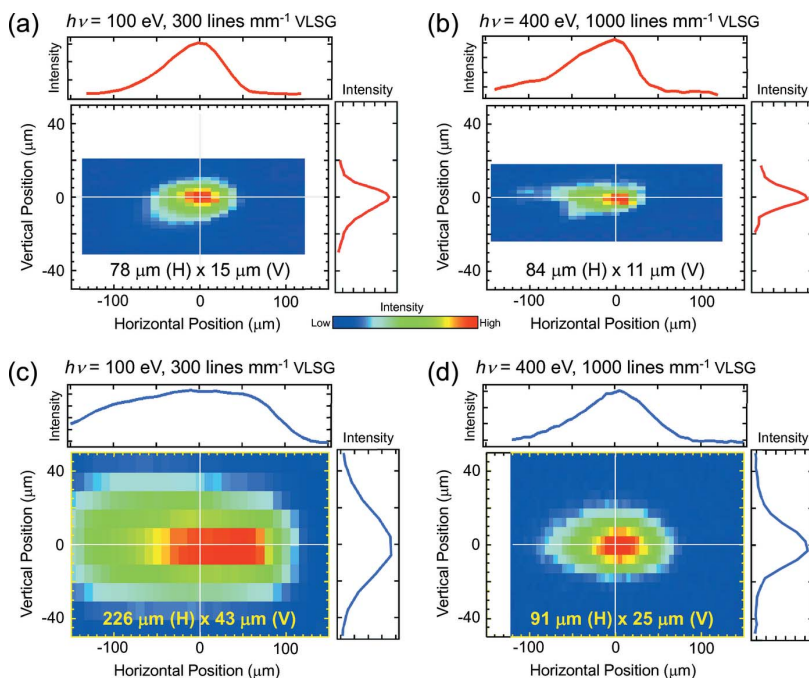 (a)
hν = 100 eV, 300 lines mm⁻¹ VLSG
Intensity
Intensity
Vertical Position (μm)
40
0
-40
78 μm (H) x 15 μm (V)
-100
0
100
Horizontal Position (μm)
(b)
hν = 400 eV, 1000 lines mm⁻¹ VLSG
Intensity
Intensity
Vertical Position (μm)
40
0
-40
84 μm (H) x 11 μm (V)
-100
0
100
Horizontal Position (μm)
Intensity
Low
High
(c)
hν = 100 eV, 300 lines mm⁻¹ VLSG
Intensity
Intensity
Vertical Position (μm)
40
0
-40
226 μm (H) x 43 μm (V)
-100
0
100
Horizontal Position (μm)
(d)
hν = 400 eV, 1000 lines mm⁻¹ VLSG
Intensity
Intensity
Vertical Position (μm)
40
0
-40
91 μm (H) x 25 μm (V)
-100
0
100
Horizontal Position (μm)